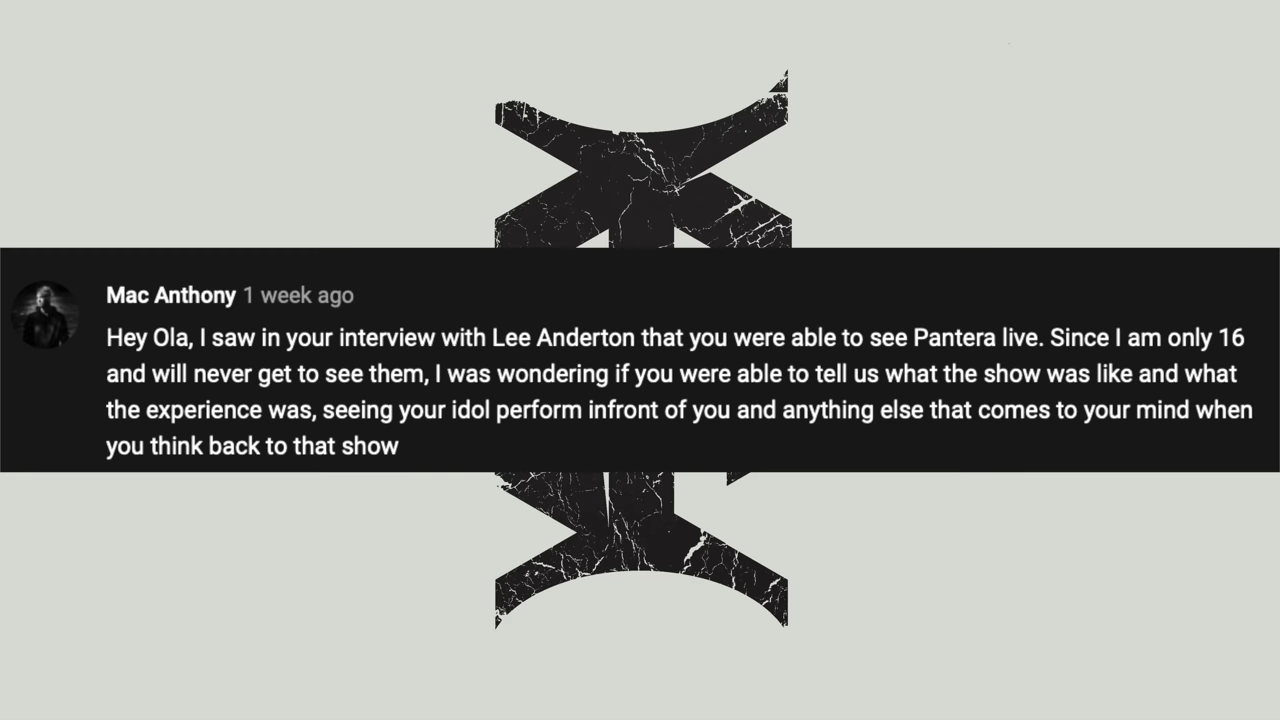 Mac Anthony 1 week ago
Hey Ola, I saw in your interview with Lee Anderton that you were able to see Pantera live. Since I am only 16
and will never get to see them, I was wondering if you were able to tell us what the show was like and what
the experience was, seeing your idol perform infront of you and anything else that comes to your mind when
you think back to that show